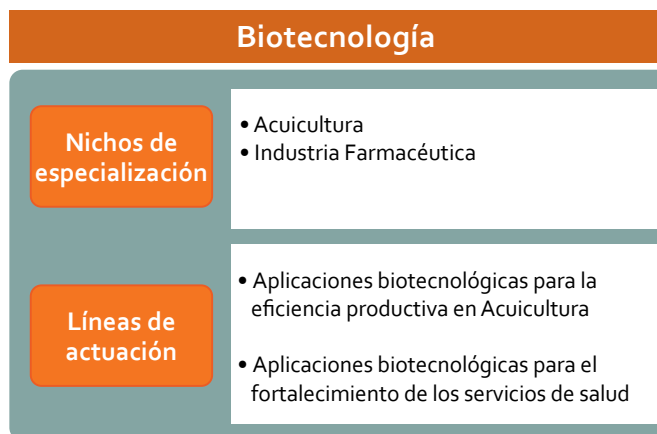 Biotecnología
Nichos de
especialización
• Acuicultura
• Industria Farmacéutica
Líneas de
actuación
• Aplicaciones biotecnológicas para la
eficiencia productiva en Acuicultura
• Aplicaciones biotecnológicas para el
fortalecimiento de los servicios de salud